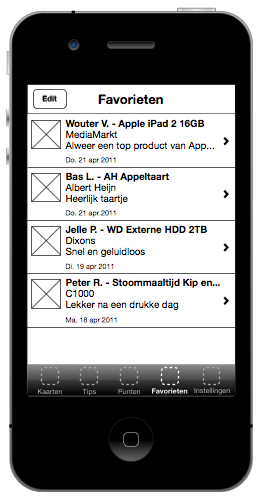 Edit
Favorieten
Wouter V. - Apple iPad 2 16GB
MediaMarkt
Alweer een top product van App...
Do. 21 apr 2011
Bas L. - AH Appeltaart
Albert Heijn
Heerlijk taartje
Do. 21 apr 2011
Jelle P. - WD Externe HDD 2TB
Dixons
Snel en geluidloos
Di. 19 apr 2011
Peter R. - Stoommaaltijd Kip en...
C1000
Lekker na een drukke dag
Ma. 18 apr 2011
Kaarten Tips Punten Favorieten Instellingen